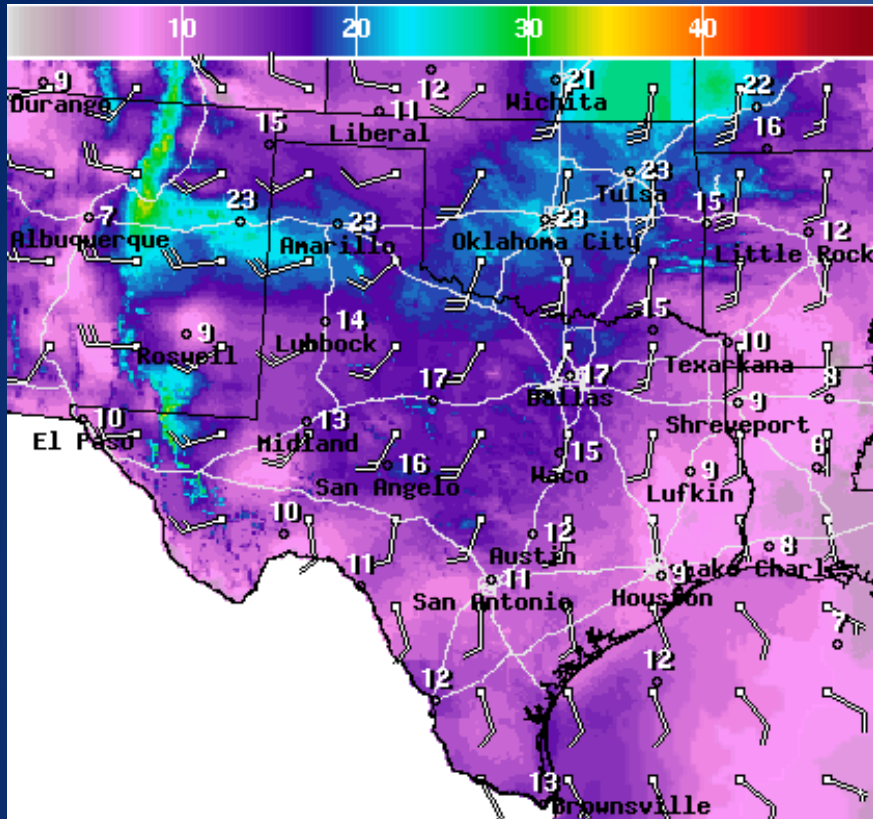 10 20 30 40
9
Durango
12
21
Wichita
22
11
Liberal
15
16
23
Tulsa
7
Albuquerque
23
23
Amarillo
23
Oklahoma City
15
12
Little Rock
9
Roswell
14
Lubbock
15
10
Texarkana
17
17
Dallas
8
9
Shreveport
10
El Paso
13
Midland
16
San Angelo
15
Waco
9
Lufkin
6
10
12
Austin
8
Lake Charle
11
11
San Antonio
9
Houston
7
12
12
13
Brownsville